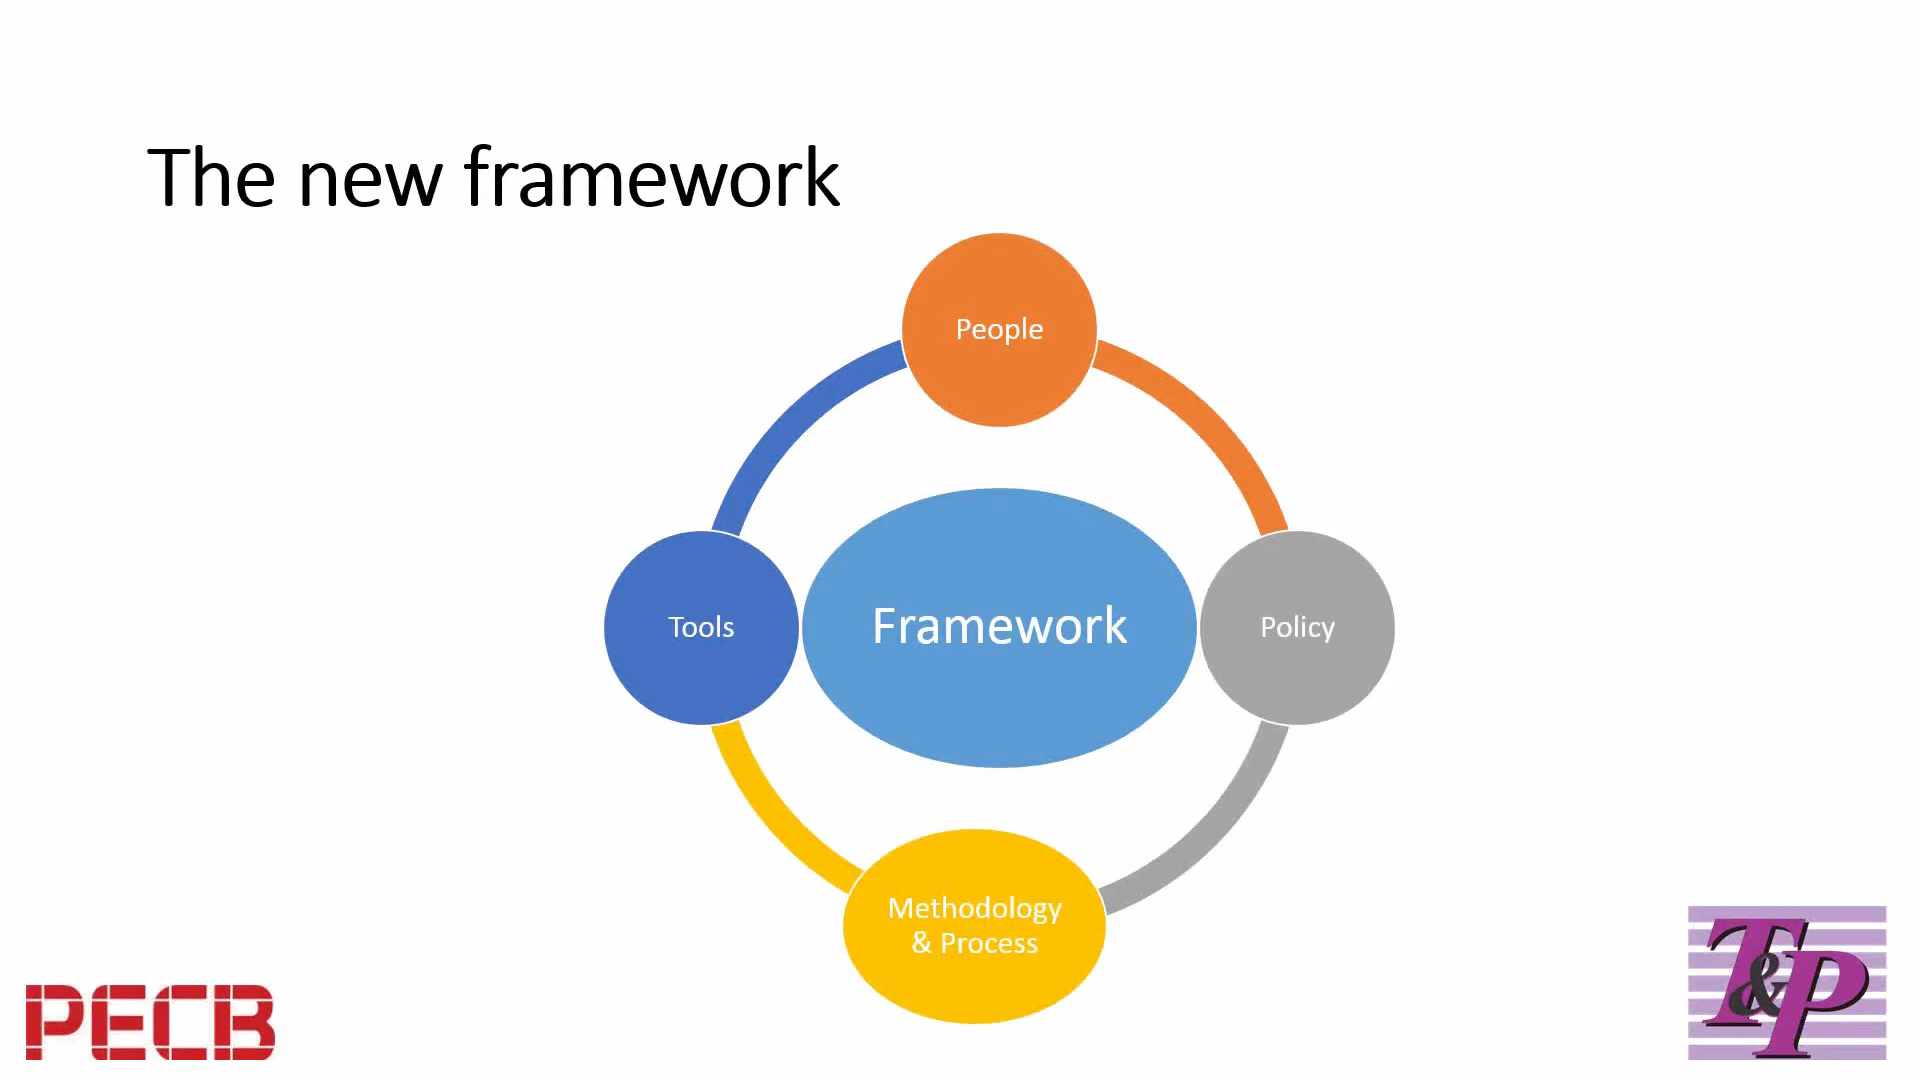 The new framework
People
Tools
Framework
Policy
Methodology
& Process
PECB
T&P